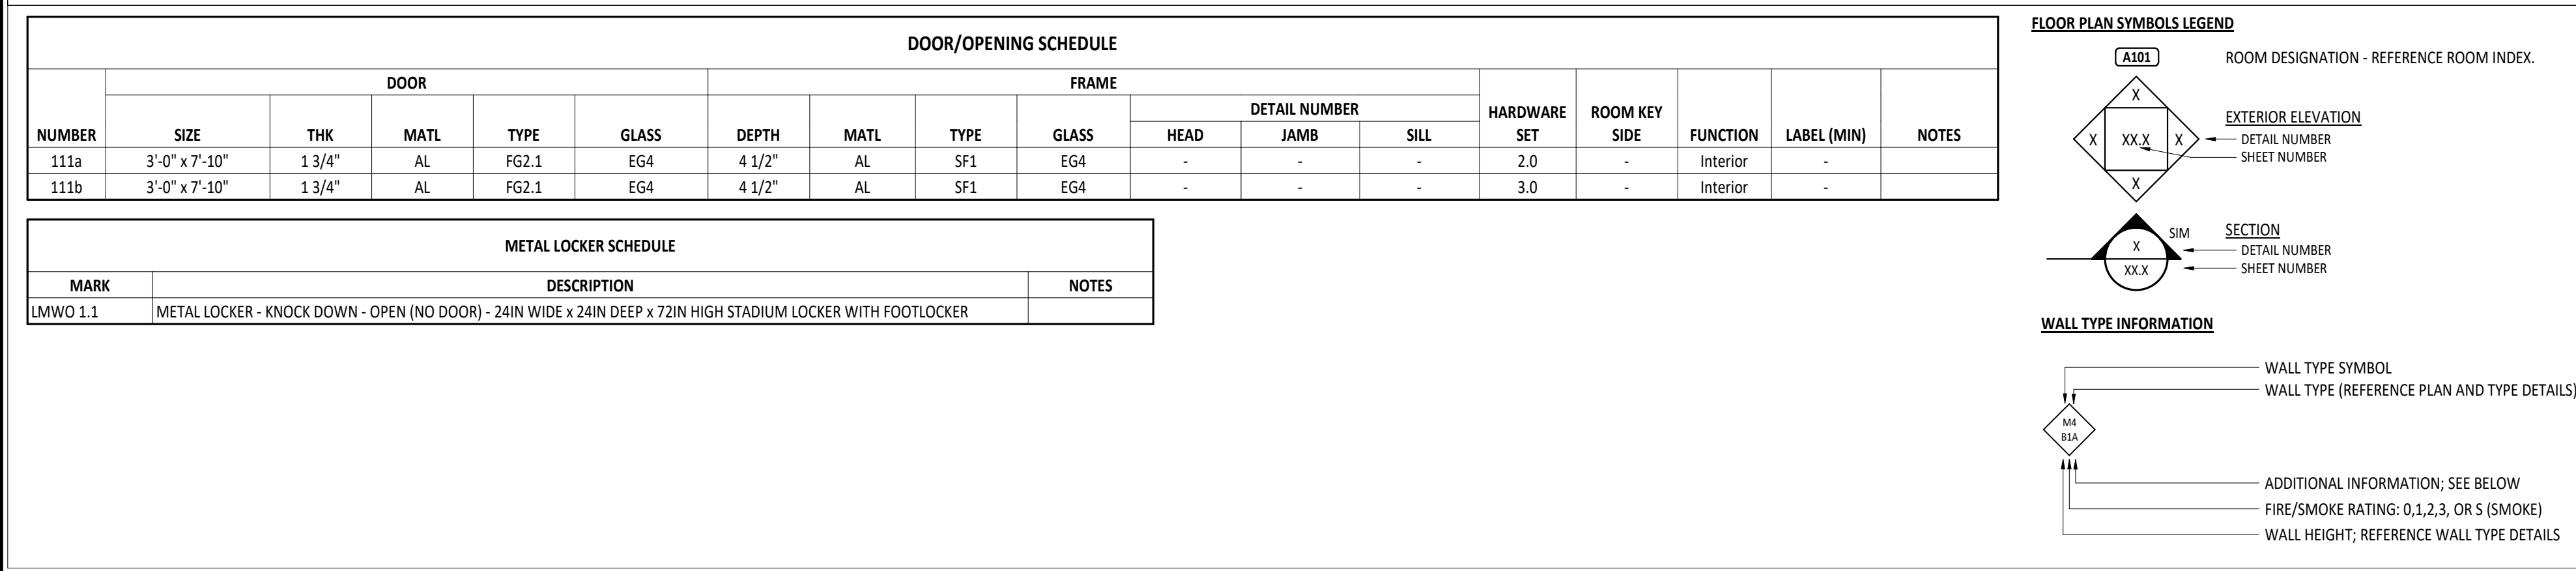 DOOR/OPENING SCHEDULE
DOOR FRAME
DETAIL NUMBER
NUMBER SIZE THK MATL TYPE GLASS DEPTH MATL TYPE GLASS HEAD JAMB SILL HARDWARE SET ROOM KEY SIDE FUNCTION LABEL (MIN) NOTES
111a 3'-0" x 7'-10" 1 3/4" AL FG2.1 EG4 4 1/2" AL SF1 EG4 - - - 2.0 - Interior -
111b 3'-0" x 7'-10" 1 3/4" AL FG2.1 EG4 4 1/2" AL SF1 EG4 - - - 3.0 - Interior -
METAL LOCKER SCHEDULE
MARK DESCRIPTION NOTES
LMWO 1.1 METAL LOCKER - KNOCK DOWN - OPEN (NO DOOR) - 24IN WIDE x 24IN DEEP x 72IN HIGH STADIUM LOCKER WITH FOOTLOCKER
FLOOR PLAN SYMBOLS LEGEND
A101 ROOM DESIGNATION - REFERENCE ROOM INDEX.
X
EXTERIOR ELEVATION
X XX.X X DETAIL NUMBER
SHEET NUMBER
X
SIM SECTION
X DETAIL NUMBER
XX.X SHEET NUMBER
WALL TYPE INFORMATION
WALL TYPE SYMBOL
WALL TYPE (REFERENCE PLAN AND TYPE DETAILS)
M4
B1A
ADDITIONAL INFORMATION; SEE BELOW
FIRE/SMOKE RATING: 0,1,2,3, OR S (SMOKE)
WALL HEIGHT; REFERENCE WALL TYPE DETAILS